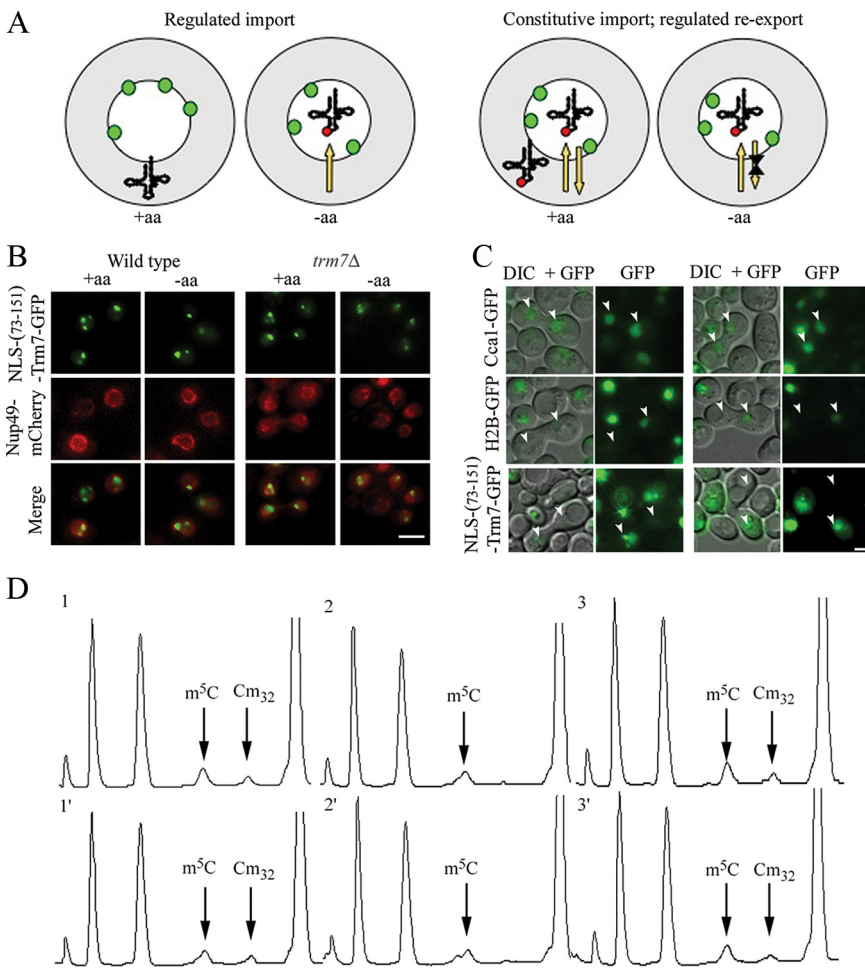 A
Regulated import
Constitutive import; regulated re-export
+aa
-aa
+aa
-aa
B
Wild type
trm7Δ
+aa
-aa
+aa
-aa
NLS-(73-151)
-Trm7-GFP
Nup49-
mCherry
Merge
C
DIC + GFP
GFP
DIC + GFP
GFP
Cca1-GFP
H2B-GFP
NLS-(73-151)
-Trm7-GFP
D
1
m5C
Cm32
2
m5C
3
m5C
Cm32
1'
m5C
Cm32
2'
m5C
3'
m5C
Cm32